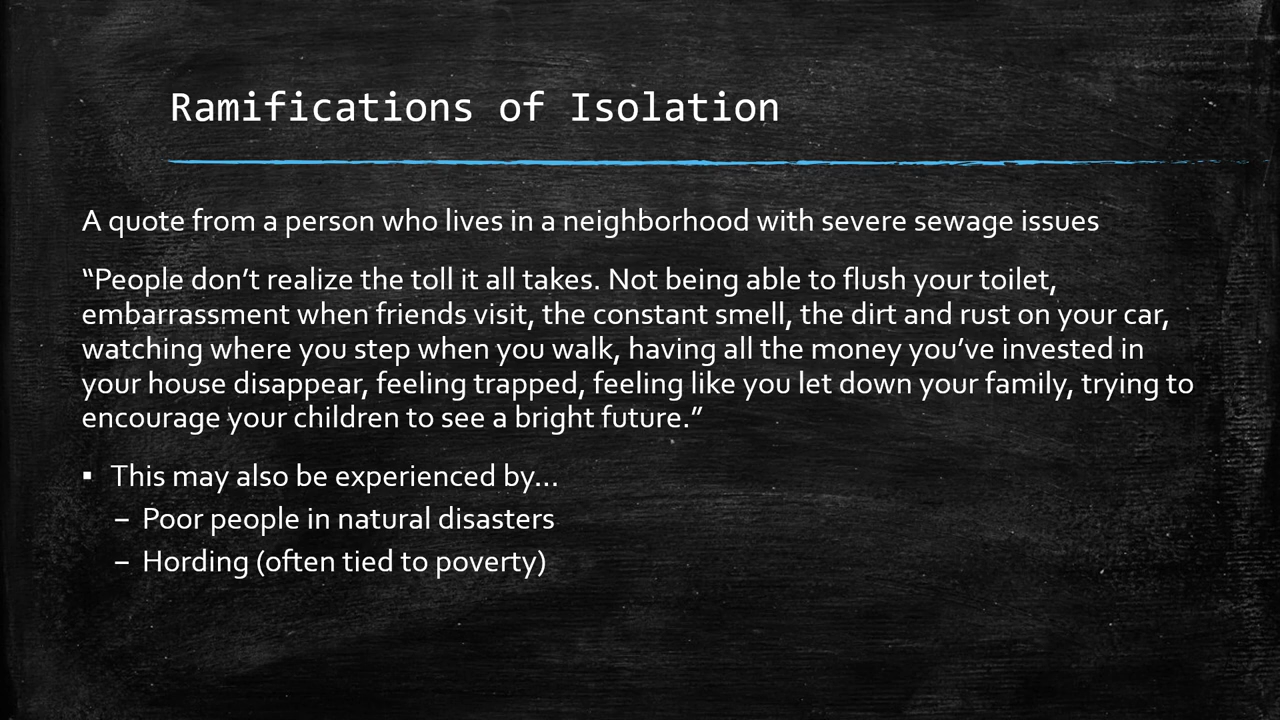 Ramifications of Isolation
A quote from a person who lives in a neighborhood with severe sewage issues
“People don’t realize the toll it all takes. Not being able to flush your toilet,
embarrassment when friends visit, the constant smell, the dirt and rust on your car,
watching where you step when you walk, having all the money you’ve invested in
your house disappear, feeling trapped, feeling like you let down your family, trying to
encourage your children to see a bright future.”
▪ This may also be experienced by…
– Poor people in natural disasters
– Hording (often tied to poverty)